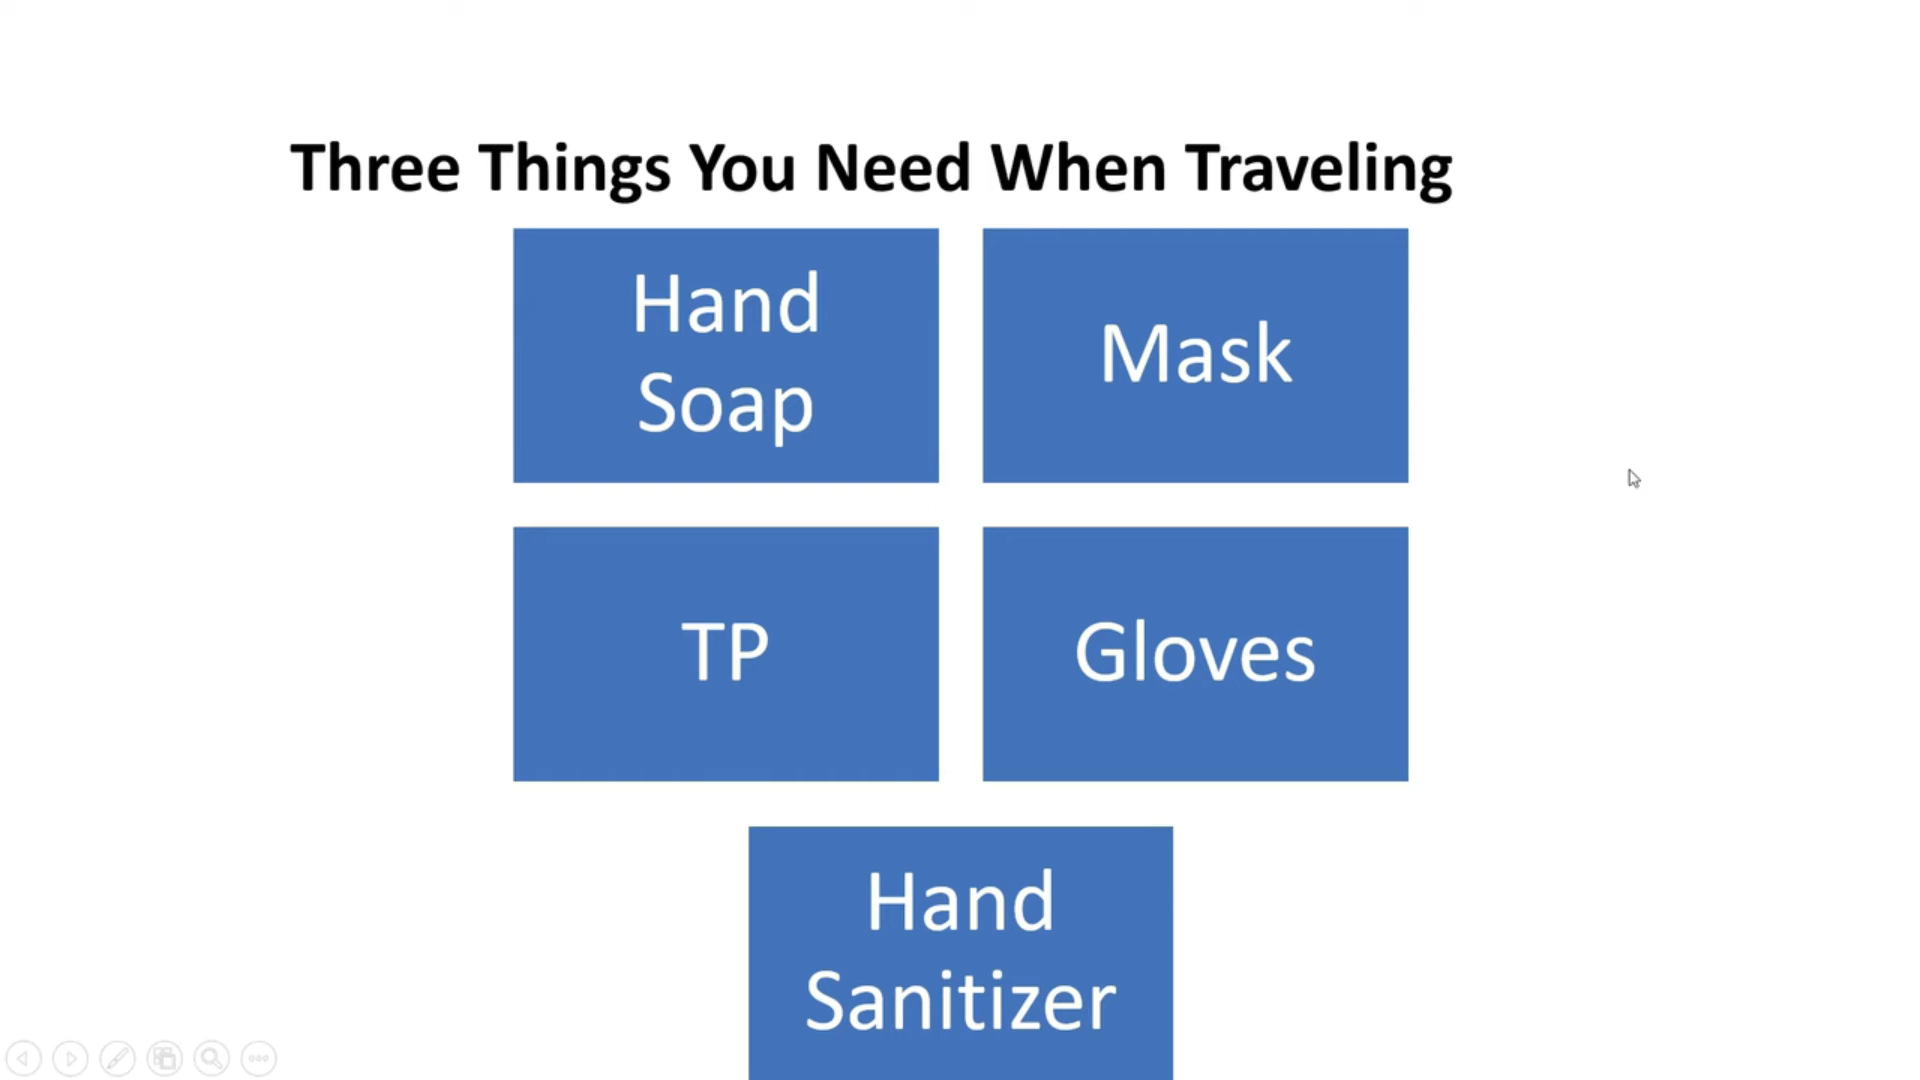 Three Things You Need When Traveling
Hand
Soap
Mask
TP
Gloves
Hand
Sanitizer